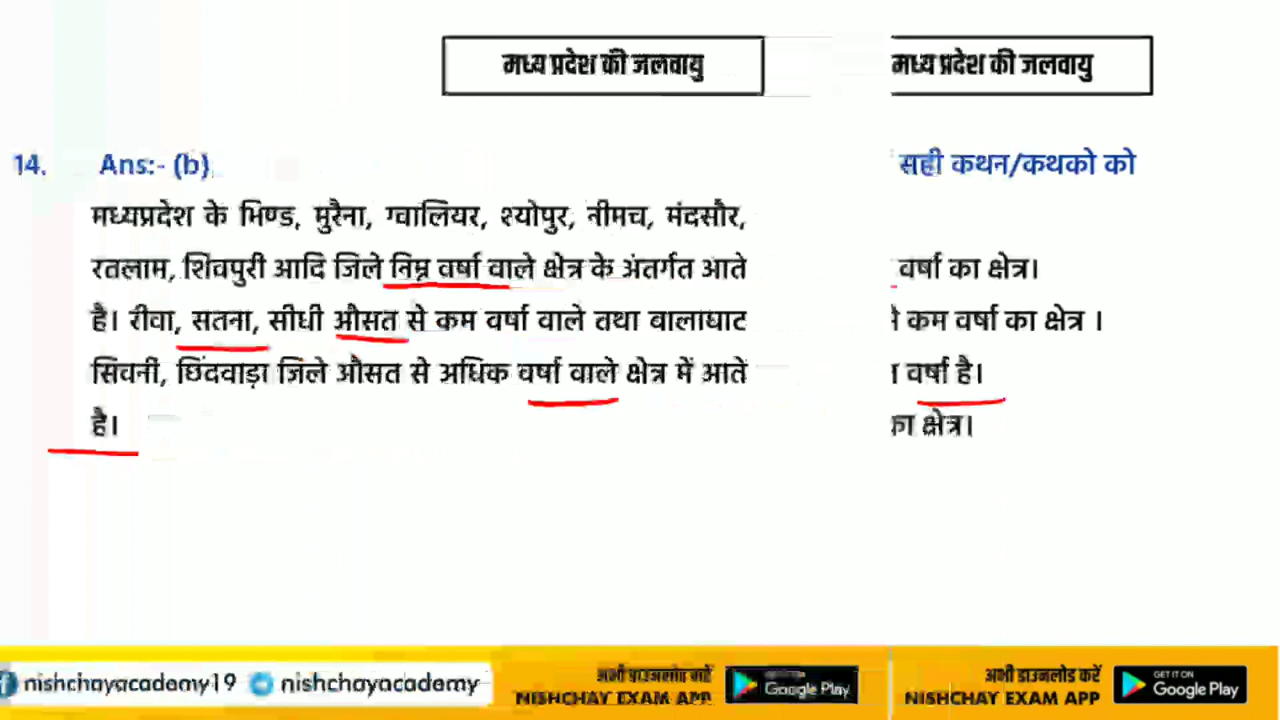 मध्य प्रदेश की जलवायु
मध्य प्रदेश की जलवायु
14. Ans:- (b)
मध्यप्रदेश के भिण्ड, मुरैना, ग्वालियर, श्योपुर, नीमच, मंदसौर,
रतलाम, शिवपुरी आदि जिले निम्न वर्षा वाले क्षेत्र के अंतर्गत आते
है। रीवा, सतना, सीधी औसत से कम वर्षा वाले तथा बालाघाट
सिवनी, छिंदवाड़ा जिले औसत से अधिक वर्षा वाले क्षेत्र में आते
है।
सही कथन/कथको को
वर्षा का क्षेत्र।
कम वर्षा का क्षेत्र ।
वर्षा है।
का क्षेत्र।
nishchayacademy19 nishchayacademy
अभी डाउनलोड करें
NISHCHAY EXAM APP
Google Play
अभी डाउनलोड करें
NISHCHAY EXAM APP
GET IT ON
Google Play